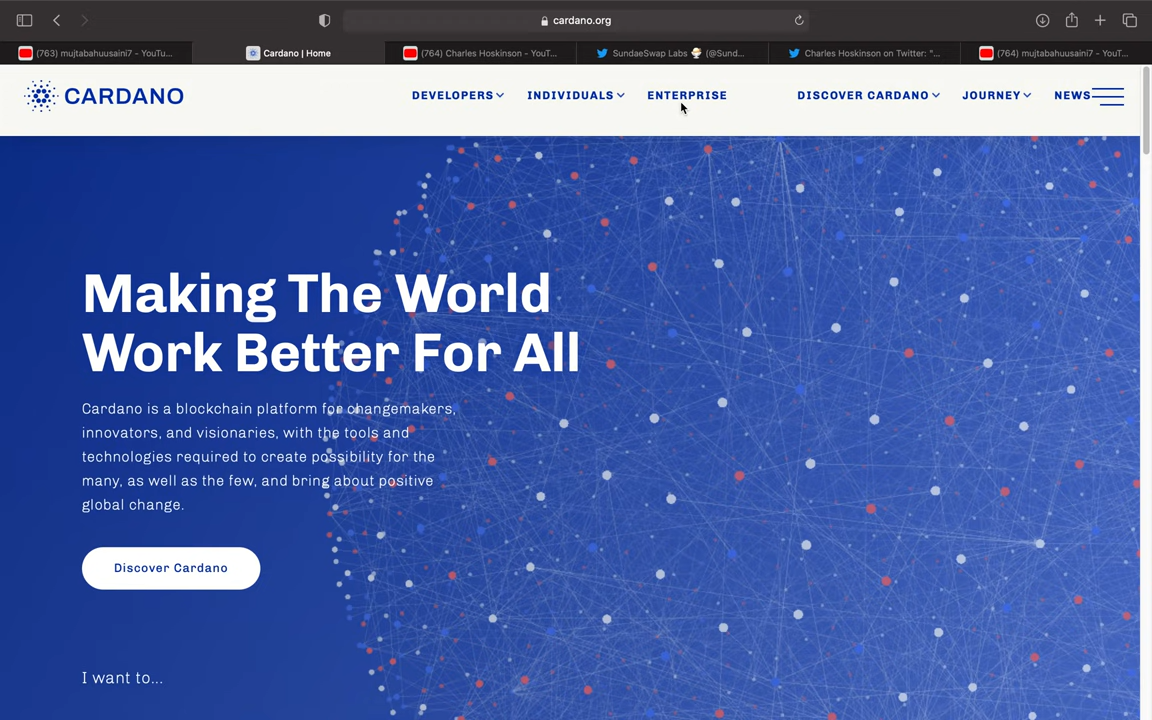 cardano.org
(763) mujtabahuusaini7 - YouTu...
Cardano | Home
(764) Charles Hoskinson - YouT...
SundaeSwap Labs 🍨 (@Sund...
Charles Hoskinson on Twitter: "...
(764) mujtabahuusaini7 - YouT...
CARDANO
DEVELOPERS
INDIVIDUALS
ENTERPRISE
DISCOVER CARDANO
JOURNEY
NEWS
Making The World
Work Better For All
Cardano is a blockchain platform for changemakers,
innovators, and visionaries, with the tools and
technologies required to create possibility for the
many, as well as the few, and bring about positive
global change.
Discover Cardano
I want to...